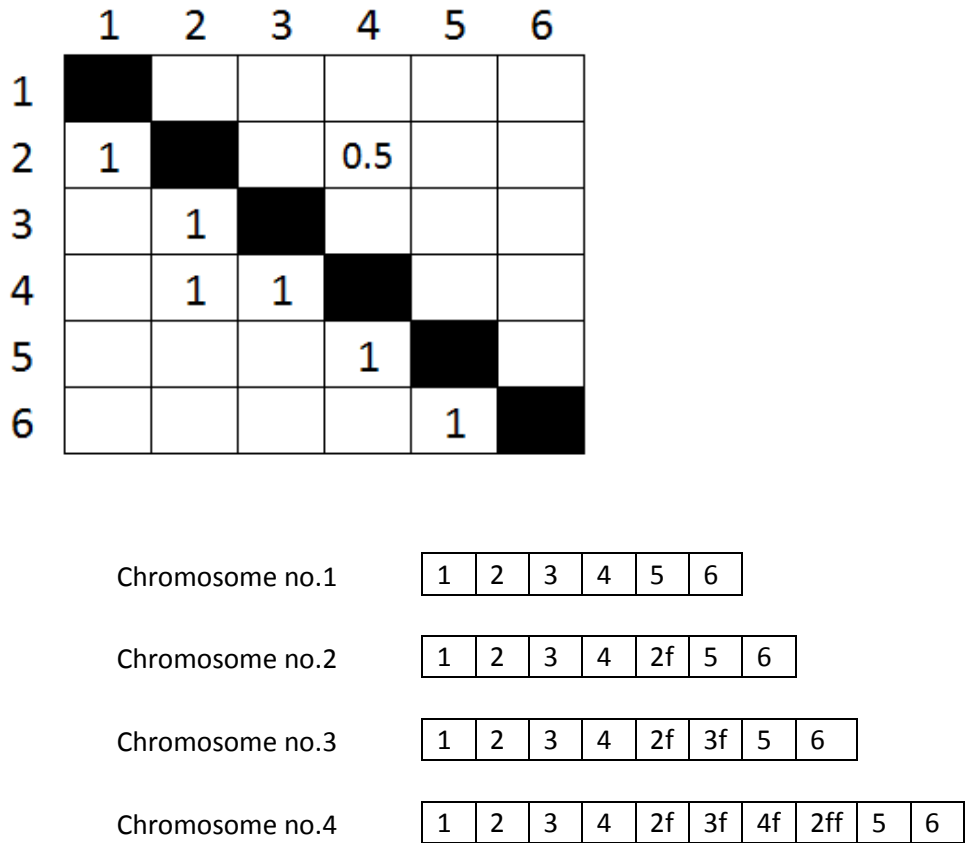 1 2 3 4 5 6
1
2 1 0.5
3 1
4 1 1
5 1
6 1
Chromosome no.1 1 2 3 4 5 6
Chromosome no.2 1 2 3 4 2f 5 6
Chromosome no.3 1 2 3 4 2f 3f 5 6
Chromosome no.4 1 2 3 4 2f 3f 4f 2ff 5 6